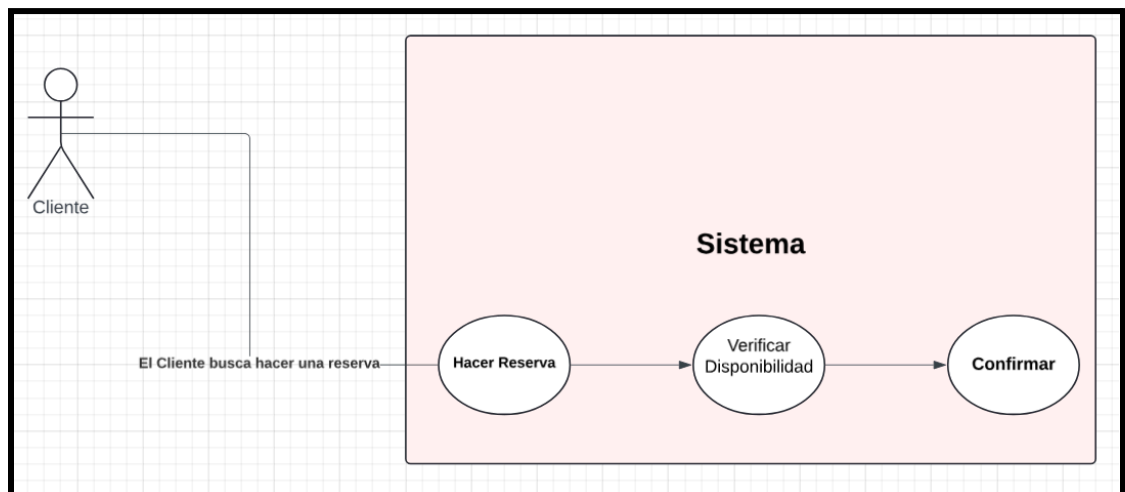 Cliente
Sistema
El Cliente busca hacer una reserva
Hacer Reserva
Verificar
Disponibilidad
Confirmar